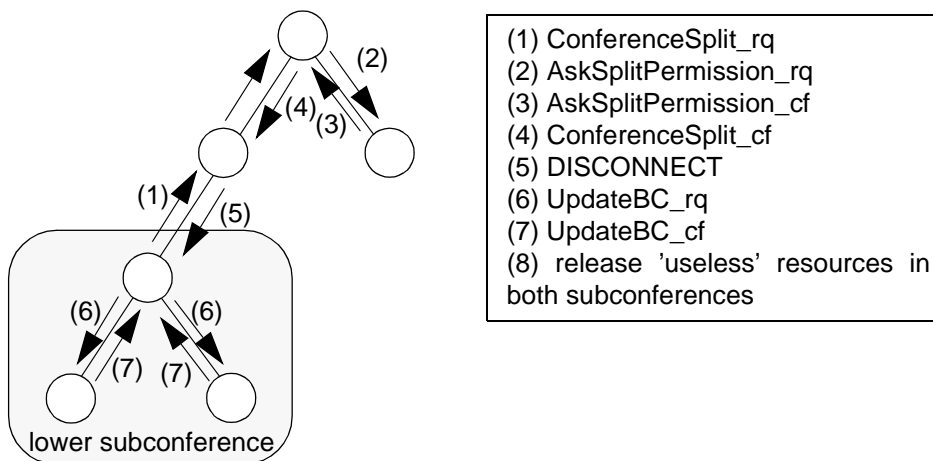 (2)
(4)
(3)
(1)
(5)
(6)
(6)
(7)
(7)
lower subconference
(1) ConferenceSplit_rq
(2) AskSplitPermission_rq
(3) AskSplitPermission_cf
(4) ConferenceSplit_cf
(5) DISCONNECT
(6) UpdateBC_rq
(7) UpdateBC_cf
(8) release ’useless’ resources in
both subconferences